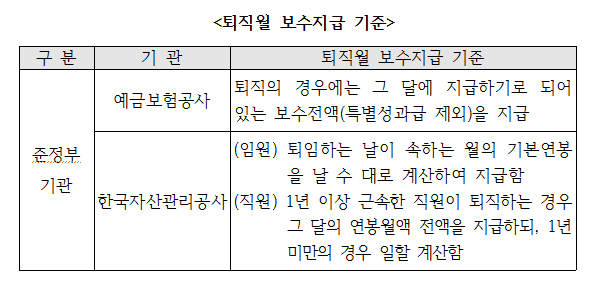 <퇴직월 보수지급 기준>
구 분 기 관 퇴직월 보수지급 기준
준정부
기관
예금보험공사
퇴직의 경우에는 그 달에 지급하기로 되어
있는 보수전액(특별성과급 제외)을 지급
한국자산관리공사
(임원) 퇴임하는 날이 속하는 월의 기본연봉
을 날 수 대로 계산하여 지급함
(직원) 1년 이상 근속한 직원이 퇴직하는 경우
그 달의 연봉월액 전액을 지급하되, 1년
미만의 경우 일할 계산함